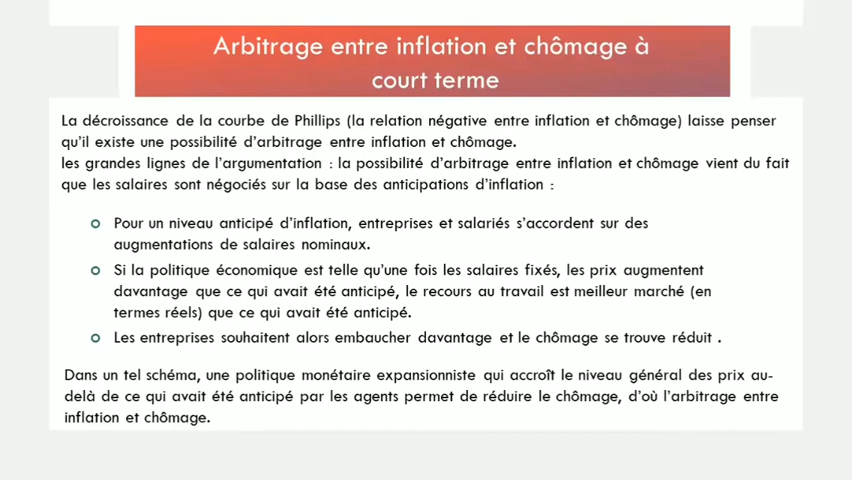 Arbitrage entre inflation et chômage à
court terme
La décroissance de la courbe de Phillips (la relation négative entre inflation et chômage) laisse penser
qu'il existe une possibilité d'arbitrage entre inflation et chômage.
les grandes lignes de l'argumentation : la possibilité d'arbitrage entre inflation et chômage vient du fait
que les salaires sont négociés sur la base des anticipations d'inflation :
Pour un niveau anticipé d'inflation, entreprises et salariés s'accordent sur des
augmentations de salaires nominaux.
Si la politique économique est telle qu'une fois les salaires fixés, les prix augmentent
davantage que ce qui avait été anticipé, le recours au travail est meilleur marché (en
termes réels) que ce qui avait été anticipé.
Les entreprises souhaitent alors embaucher davantage et le chômage se trouve réduit .
Dans un tel schéma, une politique monétaire expansionniste qui accroît le niveau général des prix au-
delà de ce qui avait été anticipé par les agents permet de réduire le chômage, d'où l'arbitrage entre
inflation et chômage.